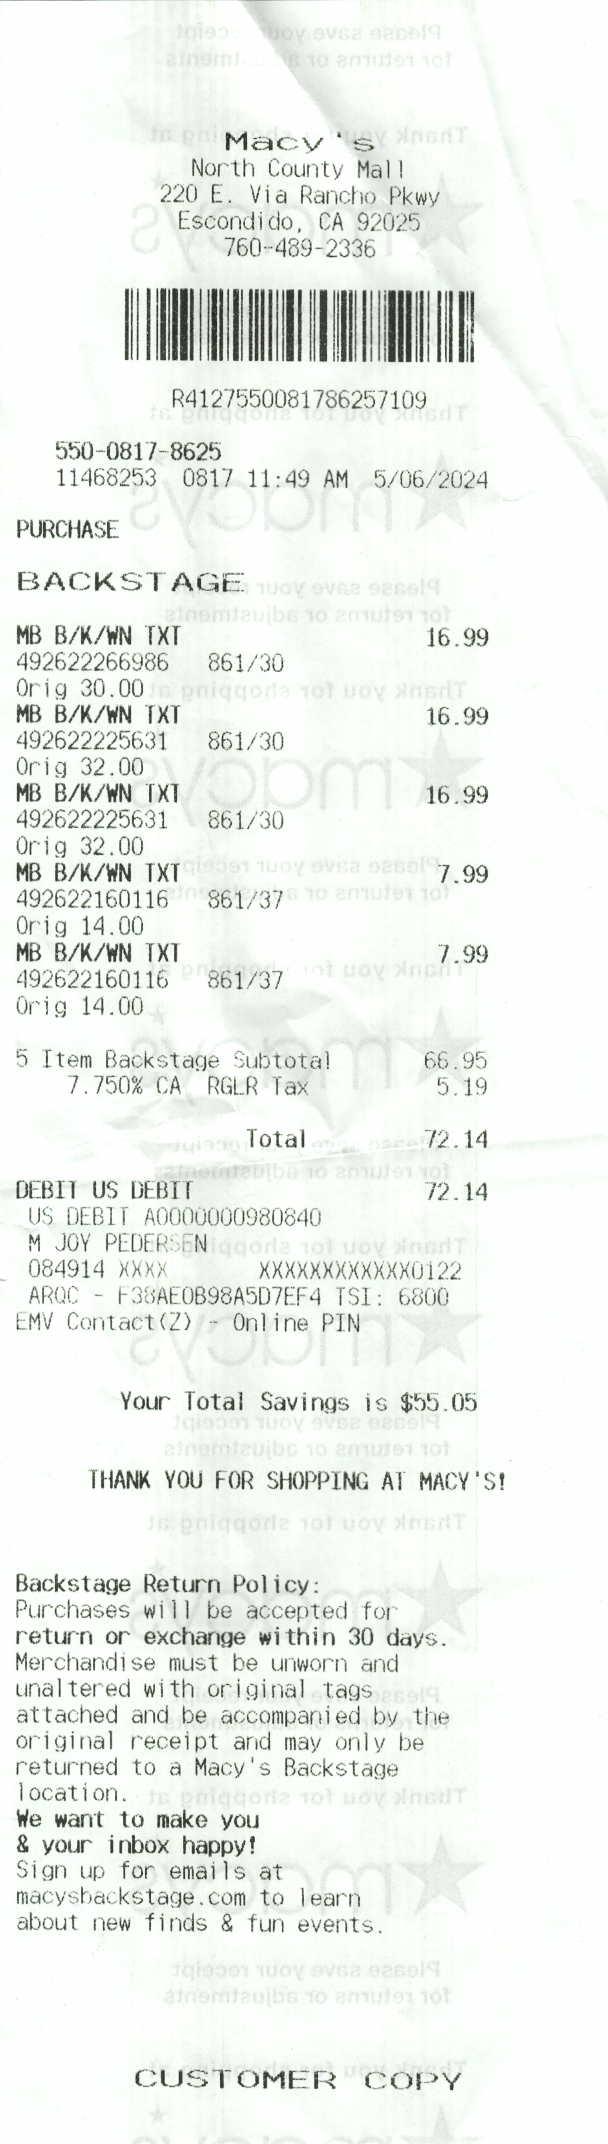 Macy's
North County Mall
220 E. Via Rancho Pkwy
Escondido, CA 92025
760-489-2336
R4127550081786257109
550-0817-8625
11468253 0817 11:49 AM 5/06/2024
PURCHASE
BACKSTAGE
MB B/K/WN TXT 16.99
492622266986 861/30
Orig 30.00
MB B/K/WN TXT 16.99
492622225631 861/30
Orig 32.00
MB B/K/WN TXT 16.99
492622225631 861/30
Orig 32.00
MB B/K/WN TXT 7.99
492622160116 861/37
Orig 14.00
MB B/K/WN TXT 7.99
492622160116 861/37
Orig 14.00
5 Item Backstage Subtotal 66.95
7.750% CA RGLR Tax 5.19
Total 72.14
DEBIT US DEBIT 72.14
US DEBIT A0000000980840
M JOY PEDERSEN
084914 XXXX XXXXXXXXXXXX0122
ARQC - F38AE0B98A5D7EF4 TSI: 6800
EMV Contact(Z) - Online PIN
Your Total Savings is $55.05
THANK YOU FOR SHOPPING AT MACY'S!
Backstage Return Policy:
Purchases will be accepted for
return or exchange within 30 days.
Merchandise must be unworn and
unaltered with original tags
attached and be accompanied by the
original receipt and may only be
returned to a Macy's Backstage
location.
We want to make you
& your inbox happy!
Sign up for emails at
macysbackstage.com to learn
about new finds & fun events.
CUSTOMER COPY